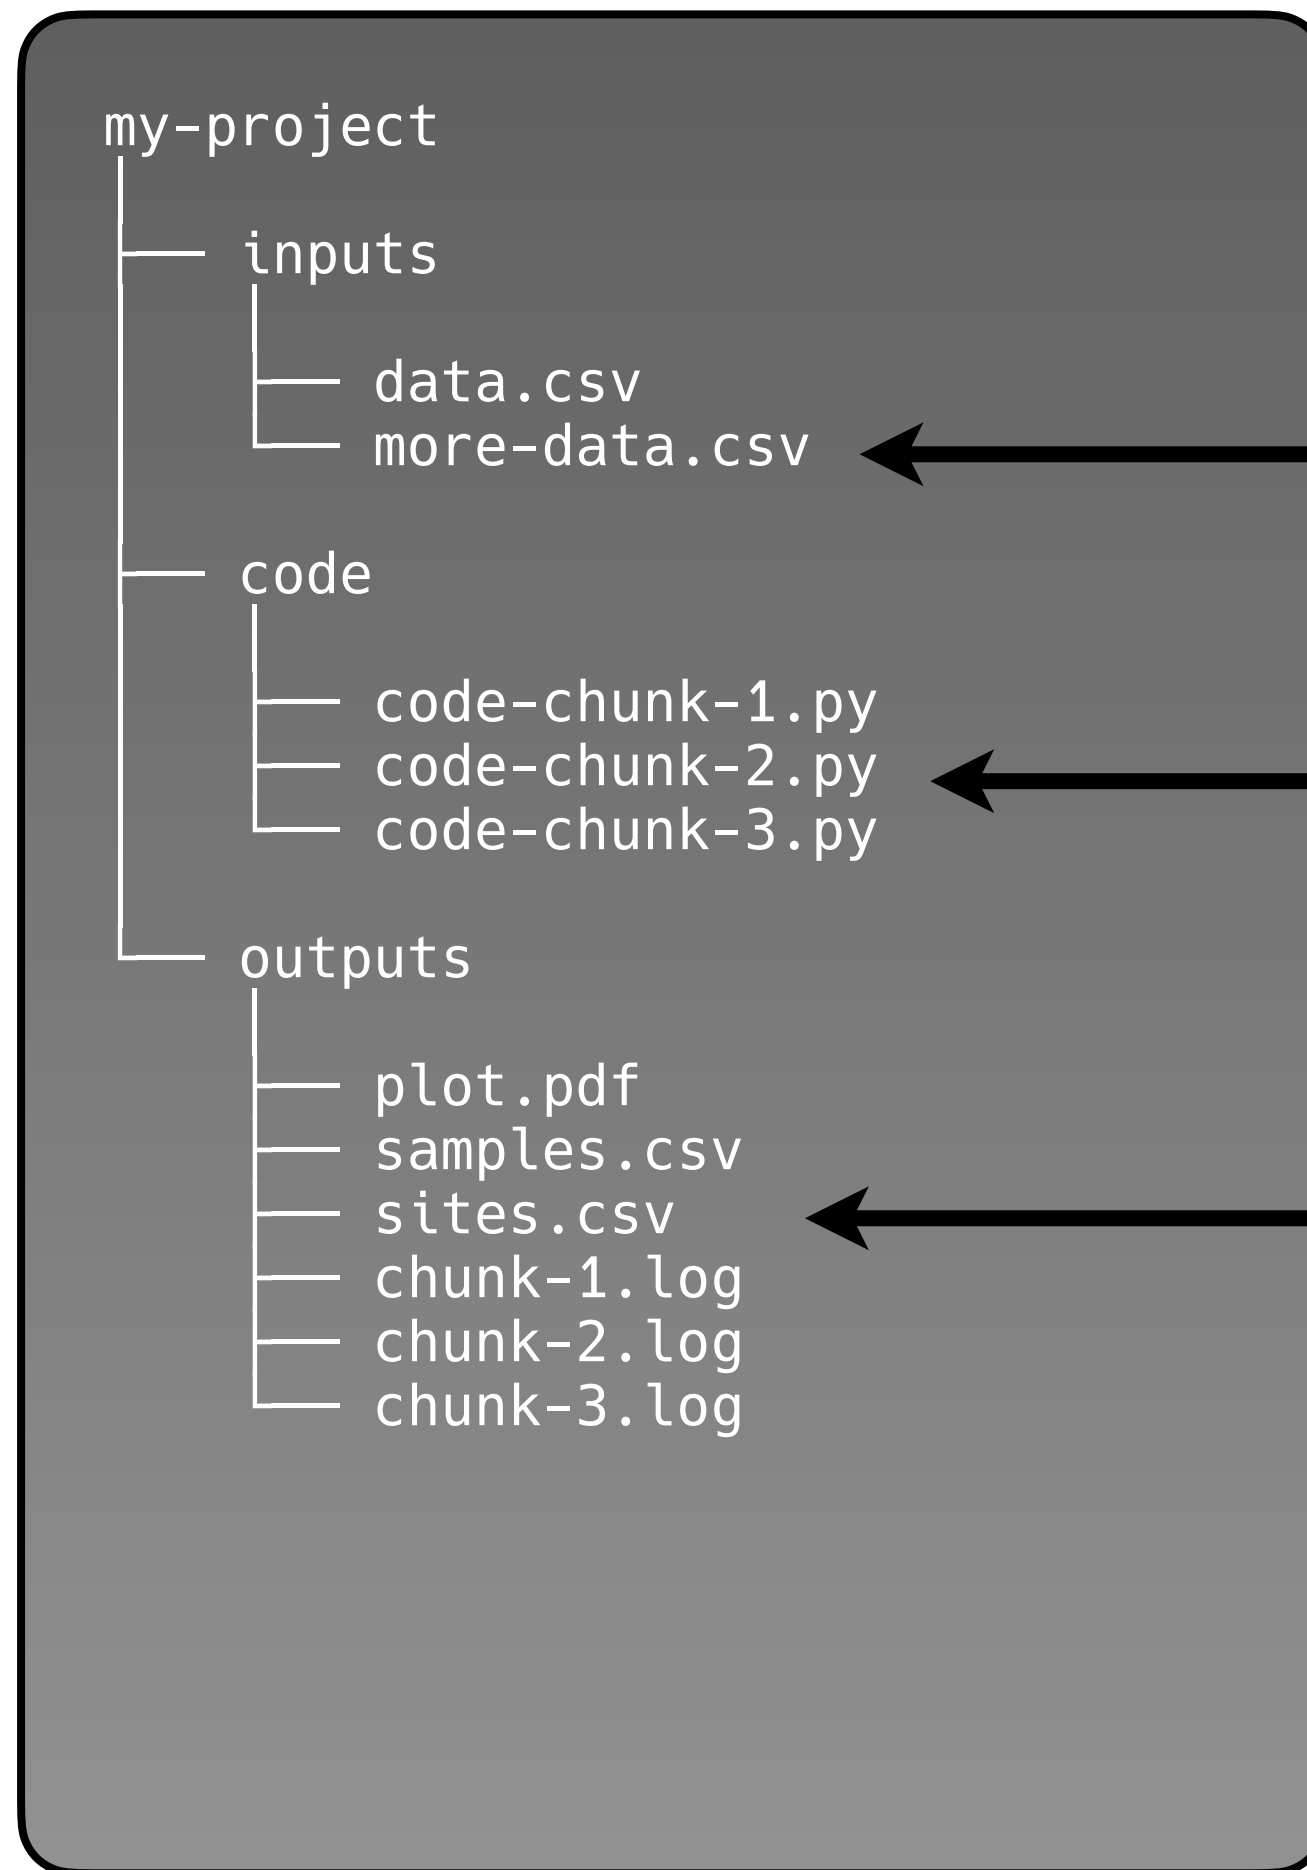 my-project
inputs
data.csv
more-data.csv
code
code-chunk-1.py
code-chunk-2.py
code-chunk-3.py
outputs
plot.pdf
samples.csv
sites.csv
chunk-1.log
chunk-2.log
chunk-3.log